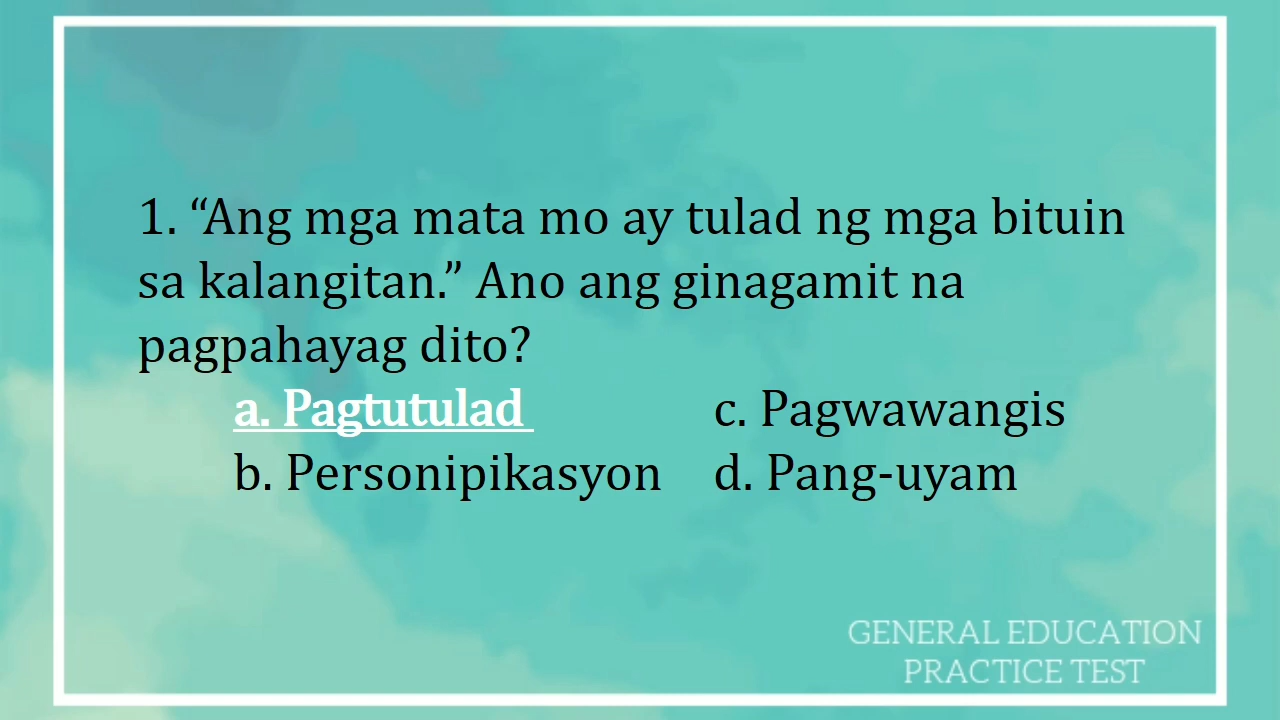 1. “Ang mga mata mo ay tulad ng mga bituin
sa kalangitan.” Ano ang ginagamit na
pagpahayag dito?
a. Pagtutulad c. Pagwawangis
b. Personipikasyon d. Pang-uyam
GENERAL EDUCATION
PRACTICE TEST